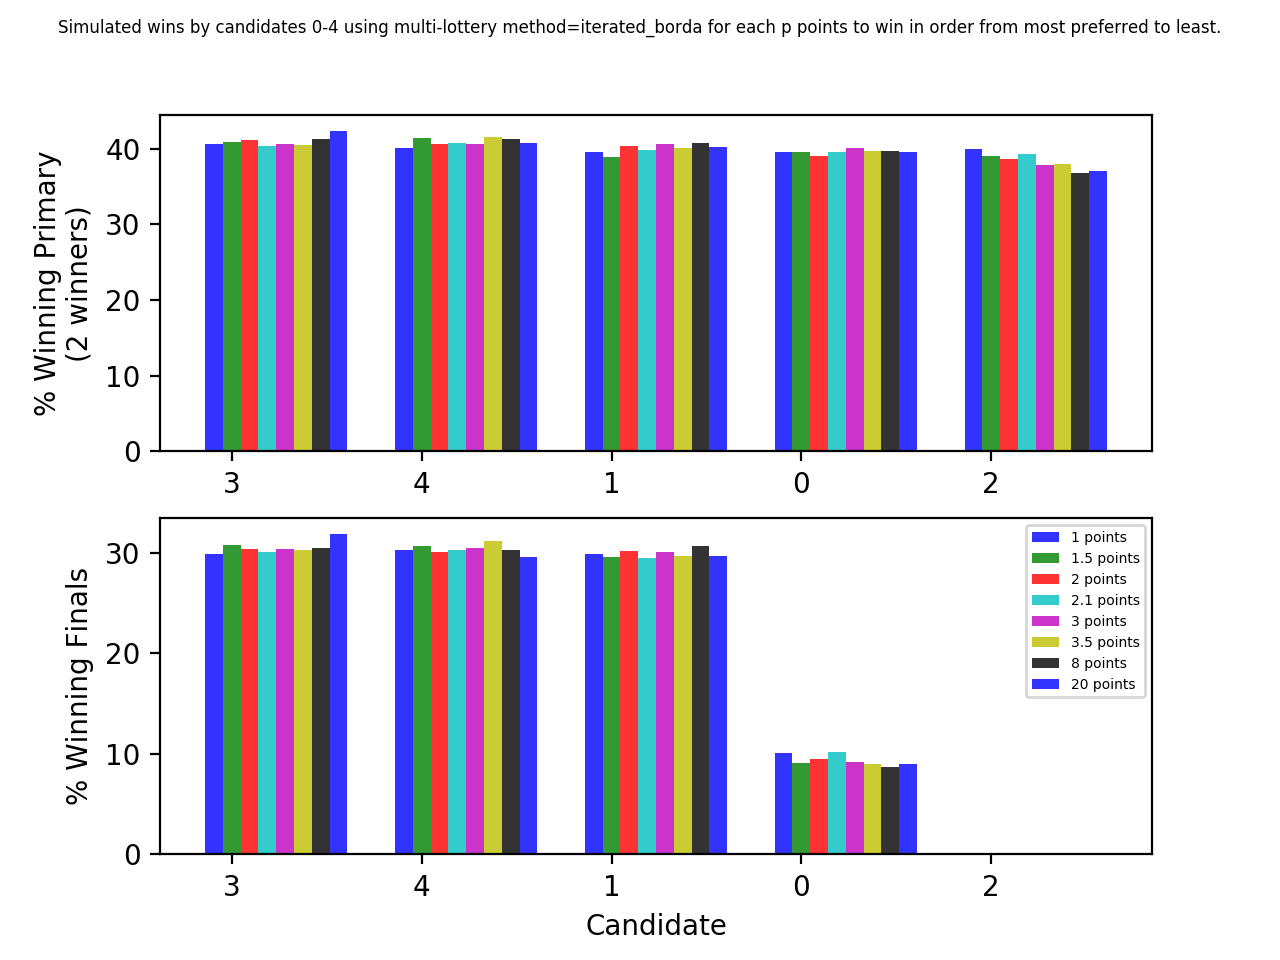 Simulated wins by candidates 0-4 using multi-lottery method=iterated_borda for each p points to win in order from most preferred to least.
% Winning Primary
(2 winners)
40
30
20
10
0
3 4 1 0 2
% Winning Finals
30
20
10
0
1 points
1.5 points
2 points
2.1 points
3 points
3.5 points
8 points
20 points
3 4 1 0 2
Candidate